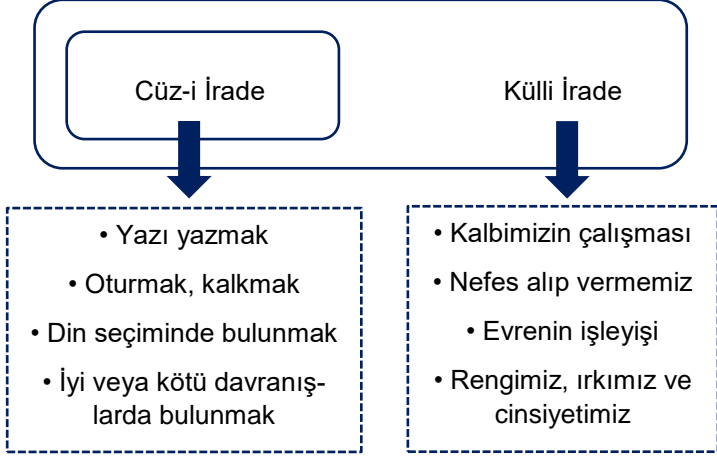 Cüz-i İrade
Külli İrade
• Yazı yazmak
• Oturmak, kalkmak
• Din seçiminde bulunmak
• İyi veya kötü davranış-
larda bulunmak
• Kalbimizin çalışması
• Nefes alıp vermemiz
• Evrenin işleyişi
• Rengimiz, ırkımız ve
cinsiyetimiz